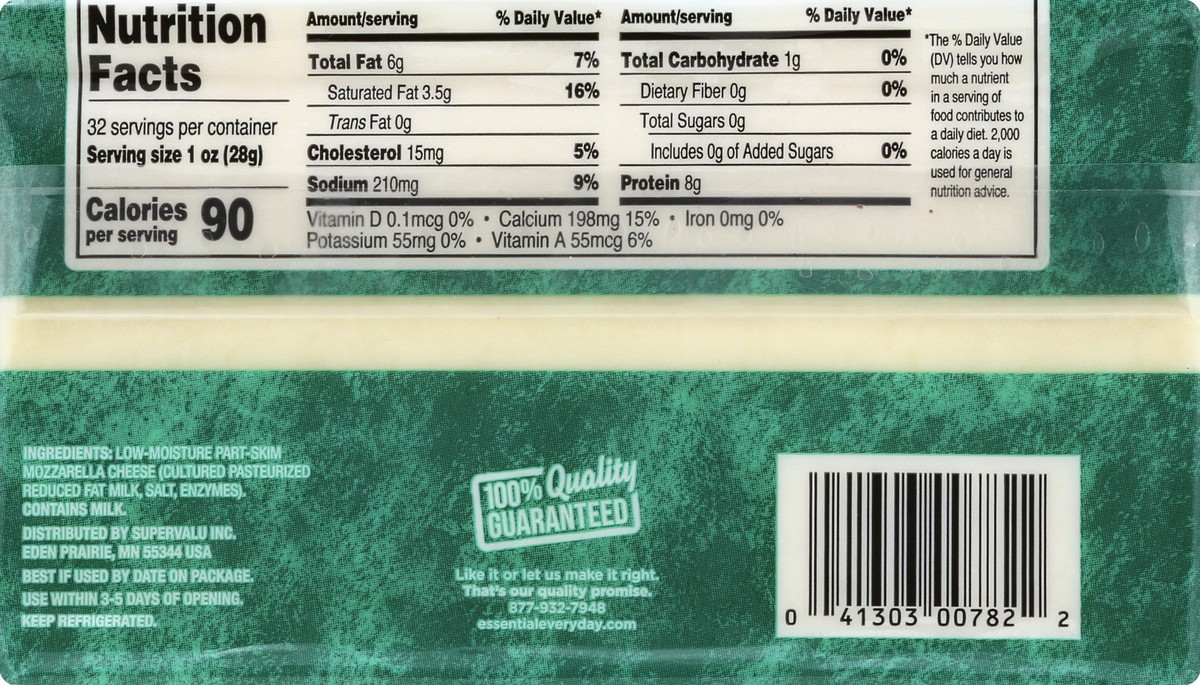 Nutrition
Facts
32 servings per container
Serving size 1 oz (28g)
Calories 90
per serving
Amount/serving % Daily Value*
Total Fat 6g 7%
Saturated Fat 3.5g 16%
Trans Fat 0g
Cholesterol 15mg 5%
Sodium 210mg 9%
Amount/serving % Daily Value*
Total Carbohydrate 1g 0%
Dietary Fiber 0g 0%
Total Sugars 0g
Includes 0g of Added Sugars 0%
Protein 8g
Vitamin D 0.1mcg 0% • Calcium 198mg 15% • Iron 0mg 0%
Potassium 55mg 0% • Vitamin A 55mcg 6%
*The % Daily Value
(DV) tells you how
much a nutrient
in a serving of
food contributes to
a daily diet. 2,000
calories a day is
used for general
nutrition advice.
INGREDIENTS: LOW-MOISTURE PART-SKIM
MOZZARELLA CHEESE (CULTURED PASTEURIZED
REDUCED FAT MILK, SALT, ENZYMES).
CONTAINS MILK.
DISTRIBUTED BY SUPERVALU INC.
EDEN PRAIRIE, MN 55344 USA
BEST IF USED BY DATE ON PACKAGE.
USE WITHIN 3-5 DAYS OF OPENING.
KEEP REFRIGERATED.
100% Quality
GUARANTEED
Like it or let us make it right.
That's our quality promise.
877-932-7948
essentialeveryday.com
0 41303 00782 2